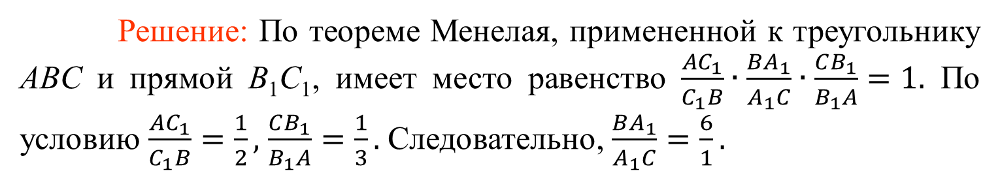 Решение: По теореме Менелая, примененной к треугольнику
ABC и прямой B₁C₁, имеет место равенство \frac{AC_1}{C_1B} \cdot \frac{BA_1}{A_1C} \cdot \frac{CB_1}{B_1A} = 1. По
условию \frac{AC_1}{C_1B} = \frac{1}{2}, \frac{CB_1}{B_1A} = \frac{1}{3}. Следовательно, \frac{BA_1}{A_1C} = \frac{6}{1}.